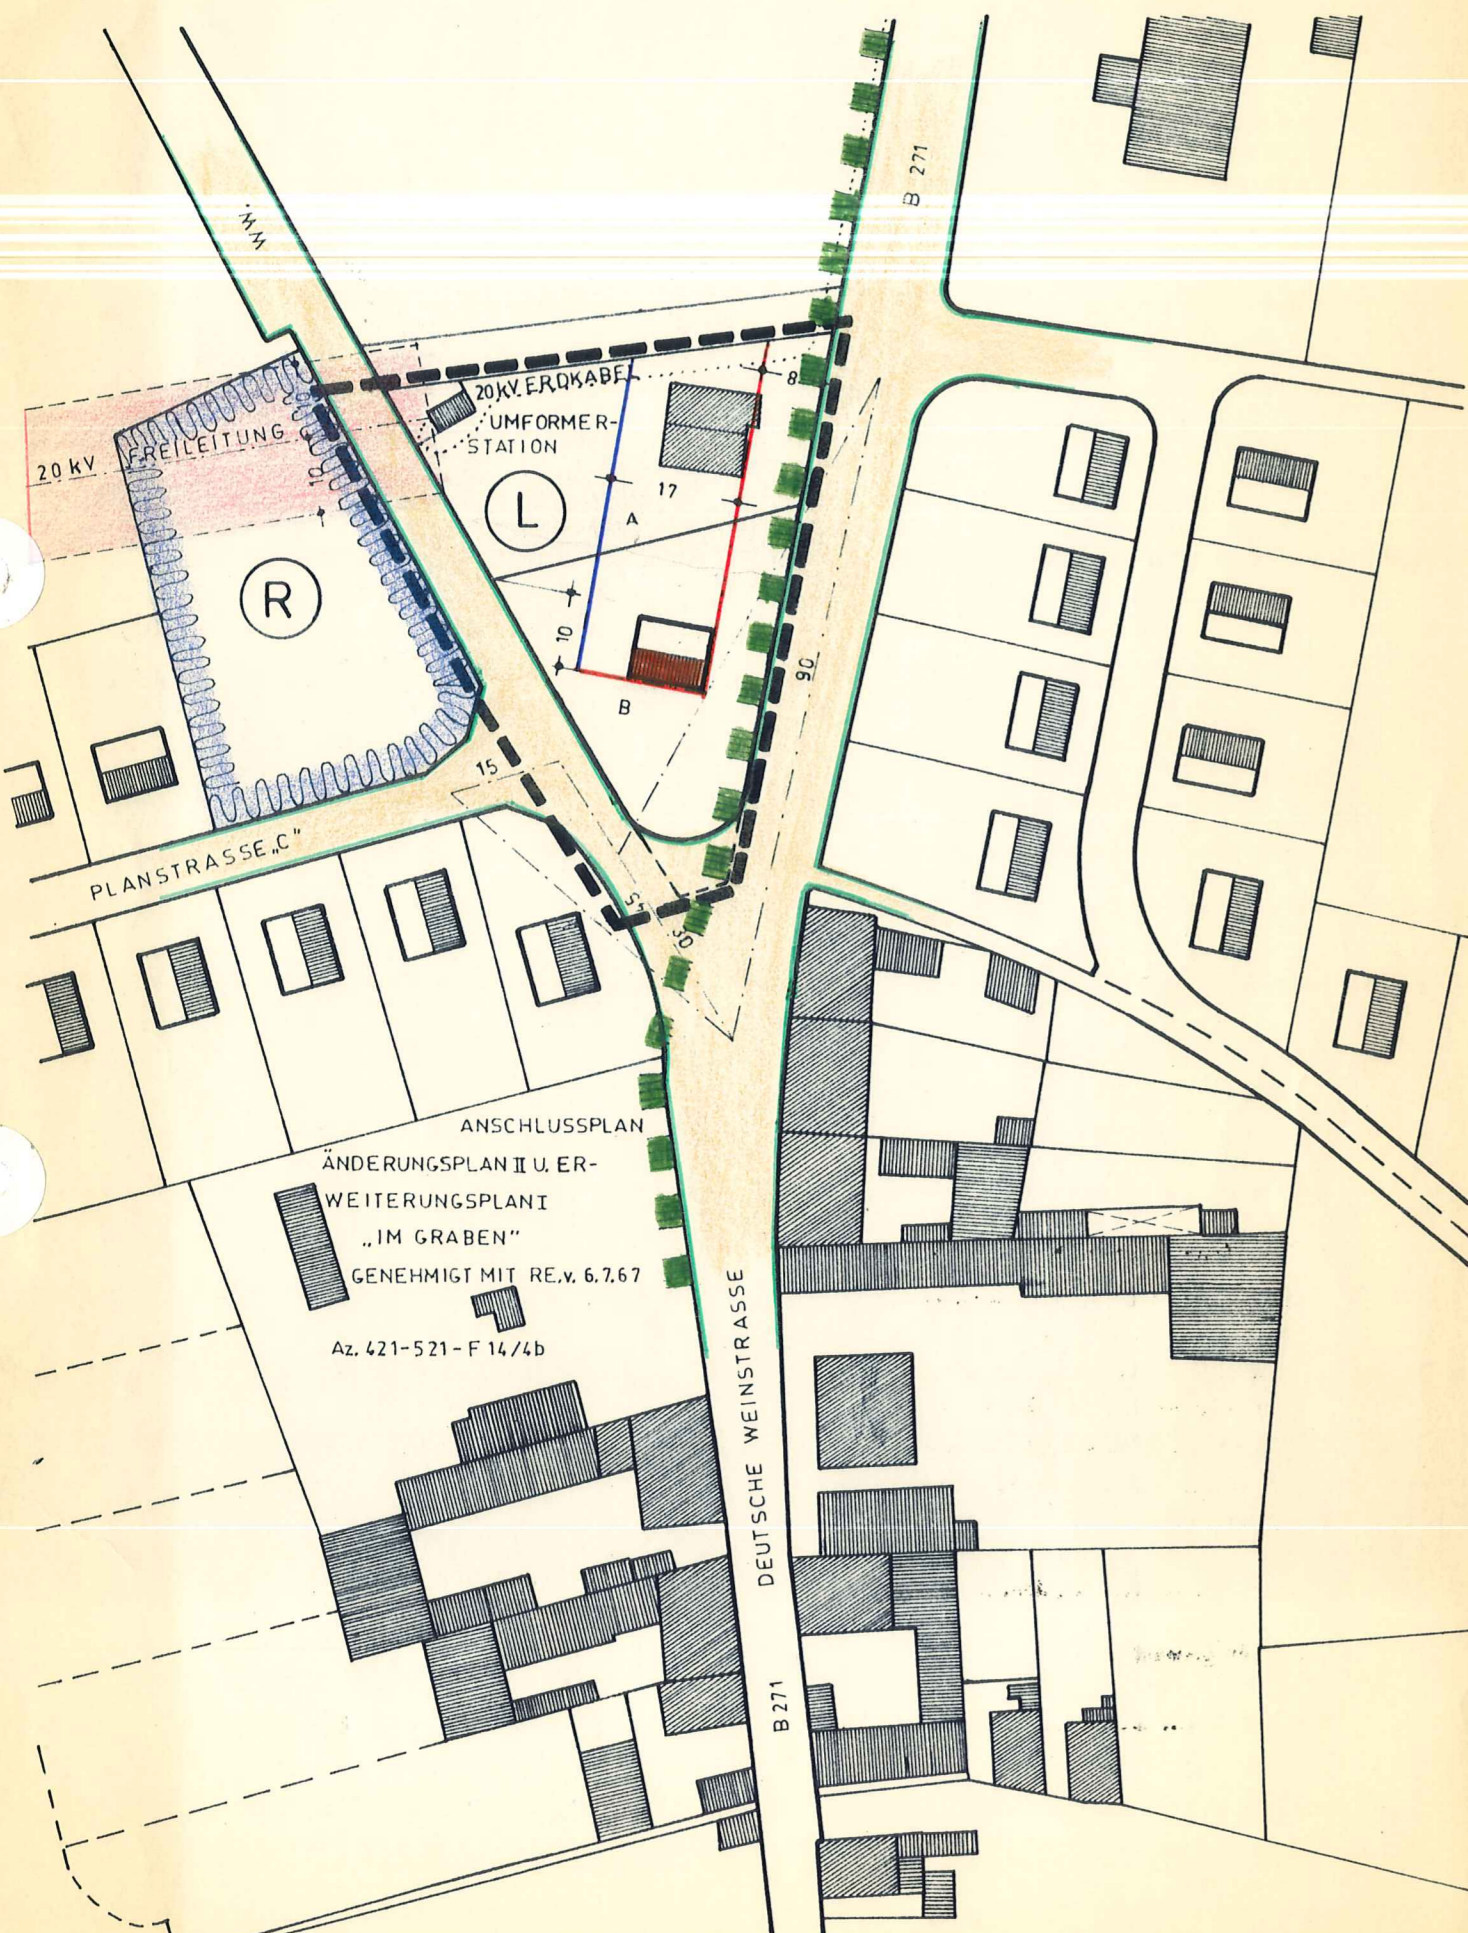 B 271
W.W.
20 KV. ERDKABEL
8
UMFORMER-
STATION
20 KV FREILEITUNG
10
17
L
A
R
10
B
90
15
PLANSTRASSE „C"
30
ANSCHLUSSPLAN
ÄNDERUNGSPLAN II U. ER-
WEITERUNGSPLAN I
„IM GRABEN"
GENEHMIGT MIT RE.v. 6.7.67
Az. 421-521-F 14/4b
DEUTSCHE WEINSTRASSE
B 271